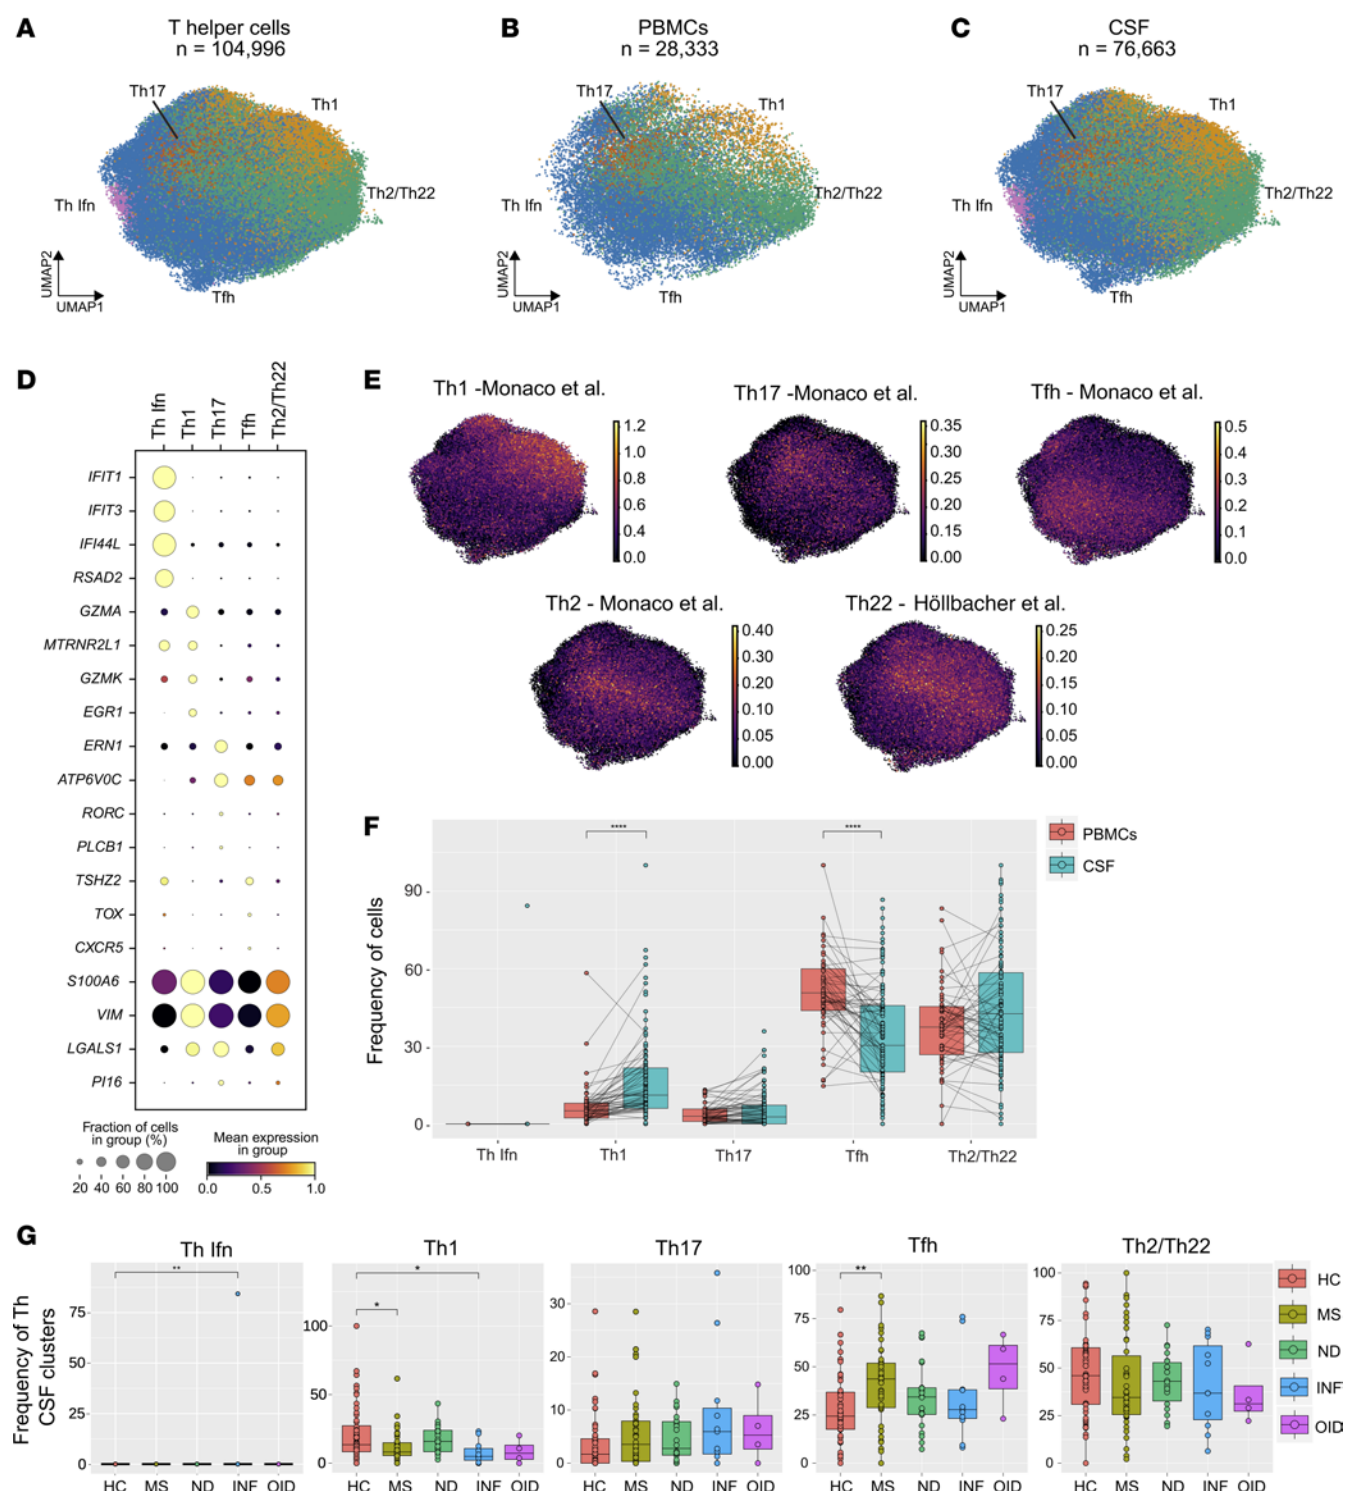 A
T helper cells
n = 104,996
Th17
Th1
Th Ifn
Th2/Th22
Tfh
UMAP2
UMAP1
B
PBMCs
n = 28,333
Th17
Th1
Th Ifn
Th2/Th22
Tfh
UMAP2
UMAP1
C
CSF
n = 76,663
Th17
Th1
Th Ifn
Th2/Th22
Tfh
UMAP2
UMAP1
D
Th Ifn
Th1
Th17
Tfh
Th2/Th22
IFIT1
IFIT3
IFI44L
RSAD2
GZMA
MTRNR2L1
GZMK
EGR1
ERN1
ATP6V0C
RORC
PLCB1
TSHZ2
TOX
CXCR5
S100A6
VIM
LGALS1
PI16
Fraction of cells
in group (%)
20 40 60 80 100
Mean expression
in group
0.0 0.5 1.0
E
Th1 -Monaco et al.
1.2
1.0
0.8
0.6
0.4
0.0
Th17 -Monaco et al.
0.35
0.30
0.25
0.20
0.15
0.00
Tfh - Monaco et al.
0.5
0.4
0.3
0.2
0.1
0.0
Th2 - Monaco et al.
0.40
0.30
0.20
0.15
0.10
0.00
Th22 - Höllbacher et al.
0.25
0.20
0.15
0.10
0.05
0.00
F
Frequency of cells
90
60
30
0
****
****
Th Ifn
Th1
Th17
Tfh
Th2/Th22
PBMCs
CSF
G
Frequency of Th
CSF clusters
Th Ifn
**
75
50
25
0
HC MS ND INF OID
Th1
*
*
100
50
0
HC MS ND INF OID
Th17
30
20
10
0
HC MS ND INF OID
Tfh
**
100
75
50
25
0
HC MS ND INF OID
Th2/Th22
100
75
50
25
0
HC MS ND INF OID
HC
MS
ND
INF
OID